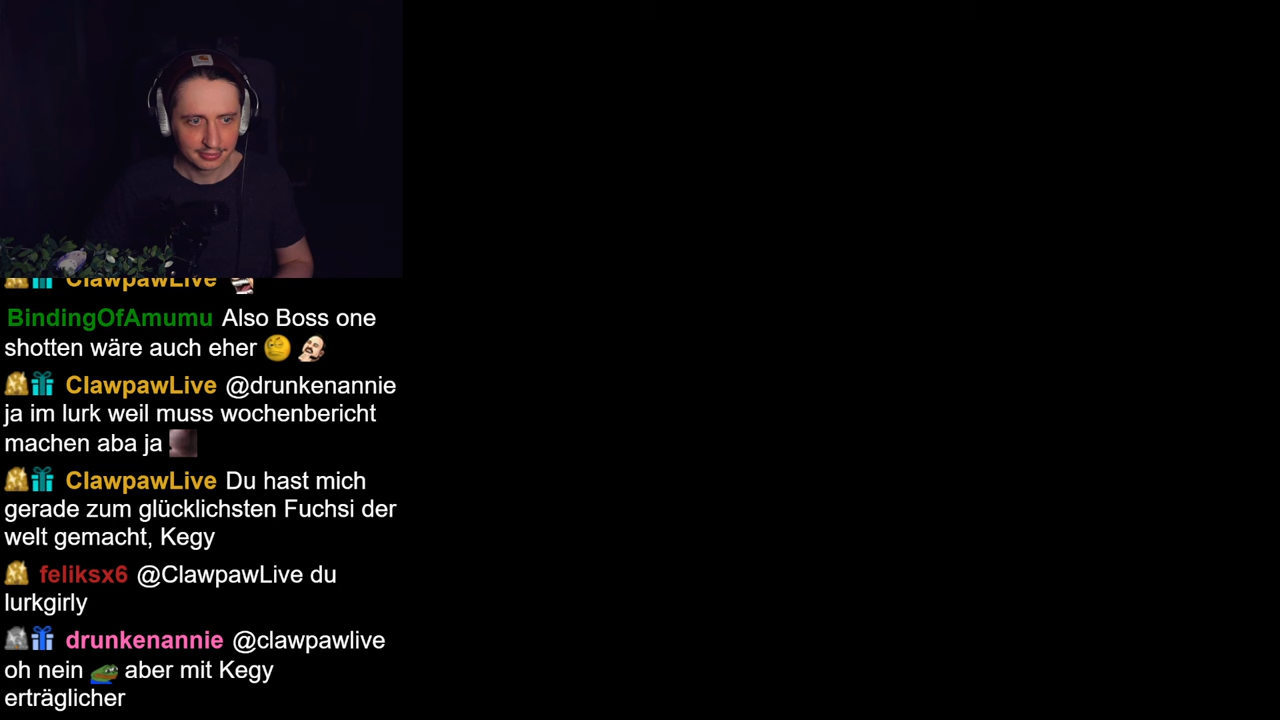 ClawpawLive
BindingOfAmumu Also Boss one
shotten wäre auch eher
ClawpawLive @drunkenannie
ja im lurk weil muss wochenbericht
machen aba ja
ClawpawLive Du hast mich
gerade zum glücklichsten Fuchsi der
welt gemacht, Kegy
feliksx6 @ClawpawLive du
lurkgirly
drunkenannie @clawpawlive
oh nein aber mit Kegy
erträglicher